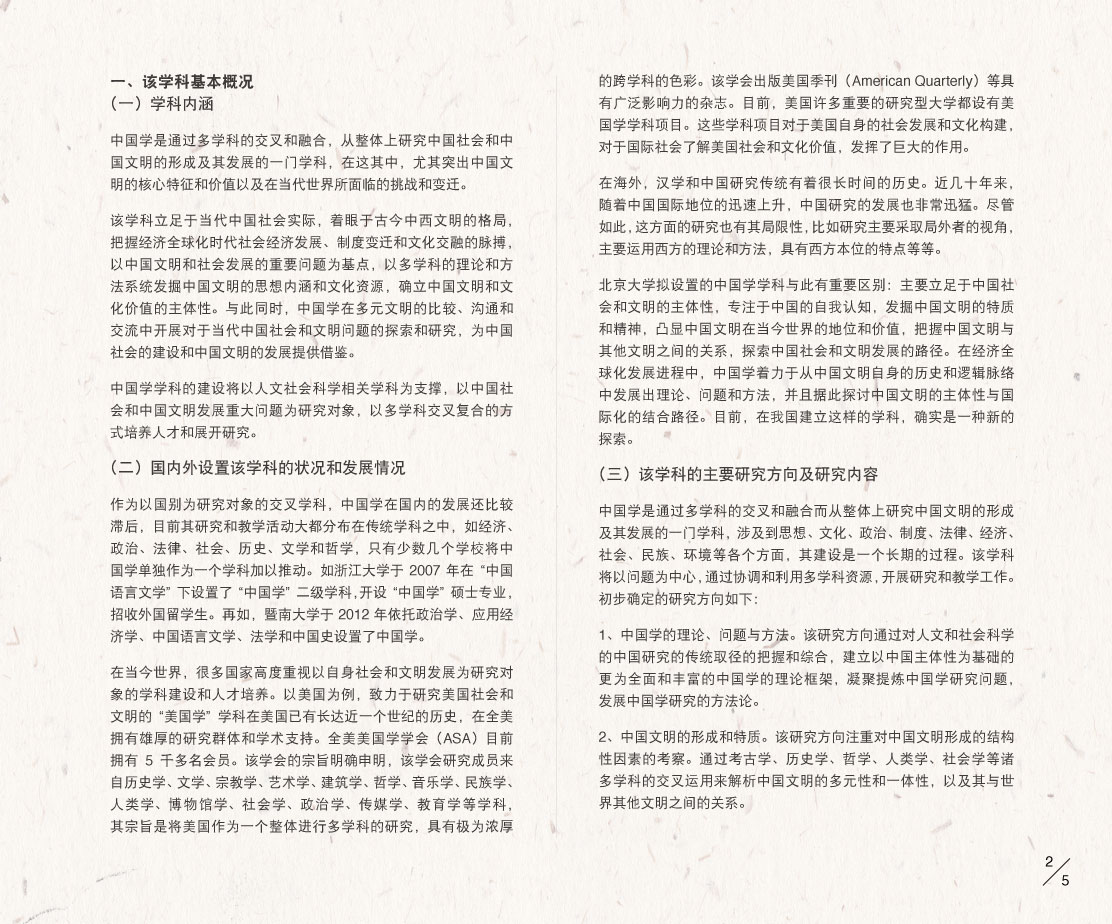 一、该学科基本概况
（一）学科内涵
中国学是通过多学科的交叉和融合，从整体上研究中国社会和中
国文明的形成及其发展的一门学科，在这其中，尤其突出中国文
明的核心特征和价值以及在当代世界所面临的挑战和变迁。
该学科立足于当代中国社会实际，着眼于古今中西文明的格局，
把握经济全球化时代社会经济发展、制度变迁和文化交融的脉搏，
以中国文明和社会发展的重要问题为基点，以多学科的理论和方
法系统发掘中国文明的思想内涵和文化资源，确立中国文明和文
化价值的主体性。与此同时，中国学在多元文明的比较、沟通和
交流中开展对于当代中国社会和文明问题的探索和研究，为中国
社会的建设和中国文明的发展提供借鉴。
中国学学科的建设将以人文社会科学相关学科为支撑，以中国社
会和中国文明发展重大问题为研究对象，以多学科交叉复合的方
式培养人才和展开研究。
（二）国内外设置该学科的状况和发展情况
作为以国别为研究对象的交叉学科，中国学在国内的发展还比较
滞后，目前其研究和教学活动大都分布在传统学科之中，如经济、
政治、法律、社会、历史、文学和哲学，只有少数几个学校将中
国学单独作为一个学科加以推动。如浙江大学于 2007 年在“中国
语言文学”下设置了“中国学”二级学科，开设“中国学”硕士专业，
招收外国留学生。再如，暨南大学于 2012 年依托政治学、应用经
济学、中国语言文学、法学和中国史设置了中国学。
在当今世界，很多国家高度重视以自身社会和文明发展为研究对
象的学科建设和人才培养。以美国为例，致力于研究美国社会和
文明的“美国学”学科在美国已有长达近一个世纪的历史，在全美
拥有雄厚的研究群体和学术支持。全美美国学学会（ASA）目前
拥有 5 千多名会员。该学会的宗旨明确申明，该学会研究成员来
自历史学、文学、宗教学、艺术学、建筑学、哲学、音乐学、民族学、
人类学、博物馆学、社会学、政治学、传媒学、教育学等学科，
其宗旨是将美国作为一个整体进行多学科的研究，具有极为浓厚
的跨学科的色彩。该学会出版美国季刊（American Quarterly）等具
有广泛影响力的杂志。目前，美国许多重要的研究型大学都设有美
国学学科项目。这些学科项目对于美国自身的社会发展和文化构建，
对于国际社会了解美国社会和文化价值，发挥了巨大的作用。
在海外，汉学和中国研究传统有着很长时间的历史。近几十年来，
随着中国国际地位的迅速上升，中国研究的发展也非常迅猛。尽管
如此，这方面的研究也有其局限性，比如研究主要采取局外者的视角，
主要运用西方的理论和方法，具有西方本位的特点等等。
北京大学拟设置的中国学学科与此有重要区别：主要立足于中国社
会和文明的主体性，专注于中国的自我认知，发掘中国文明的特质
和精神，凸显中国文明在当今世界的地位和价值，把握中国文明与
其他文明之间的关系，探索中国社会和文明发展的路径。在经济全
球化发展进程中，中国学着力于从中国文明自身的历史和逻辑脉络
中发展出理论、问题和方法，并且据此探讨中国文明的主体性与国
际化的结合路径。目前，在我国建立这样的学科，确实是一种新的
探索。
（三）该学科的主要研究方向及研究内容
中国学是通过多学科的交叉和融合而从整体上研究中国文明的形成
及其发展的一门学科，涉及到思想、文化、政治、制度、法律、经济、
社会、民族、环境等各个方面，其建设是一个长期的过程。该学科
将以问题为中心，通过协调和利用多学科资源，开展研究和教学工作。
初步确定的研究方向如下：
1、中国学的理论、问题与方法。该研究方向通过对人文和社会科学
的中国研究的传统取径的把握和综合，建立以中国主体性为基础的
更为全面和丰富的中国学的理论框架，凝聚提炼中国学研究问题，
发展中国学研究的方法论。
2、中国文明的形成和特质。该研究方向注重对中国文明形成的结构
性因素的考察。通过考古学、历史学、哲学、人类学、社会学等诸
多学科的交叉运用来解析中国文明的多元性和一体性，以及其与世
界其他文明之间的关系。
2/5